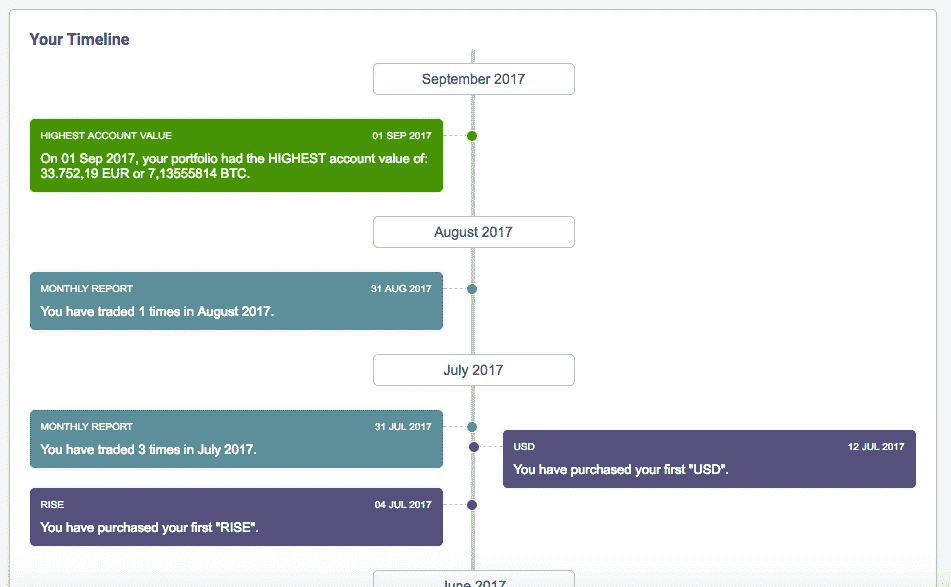 Your Timeline
September 2017
HIGHEST ACCOUNT VALUE 01 SEP 2017
On 01 Sep 2017, your portfolio had the HIGHEST account value of:
33.752,19 EUR or 7,13555814 BTC.
August 2017
MONTHLY REPORT 31 AUG 2017
You have traded 1 times in August 2017.
July 2017
MONTHLY REPORT 31 JUL 2017
You have traded 3 times in July 2017.
USD 12 JUL 2017
You have purchased your first "USD".
RISE 04 JUL 2017
You have purchased your first "RISE".
June 2017